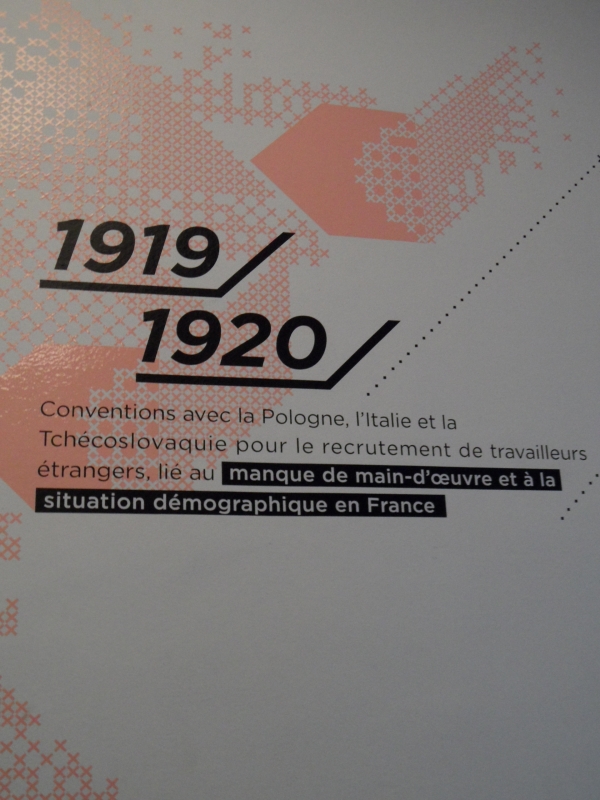 1919
1920
Conventions avec la Pologne, l'Italie et la
Tchécoslovaquie pour le recrutement de travailleurs
étrangers, lié au manque de main-d'œuvre et à la
situation démographique en France